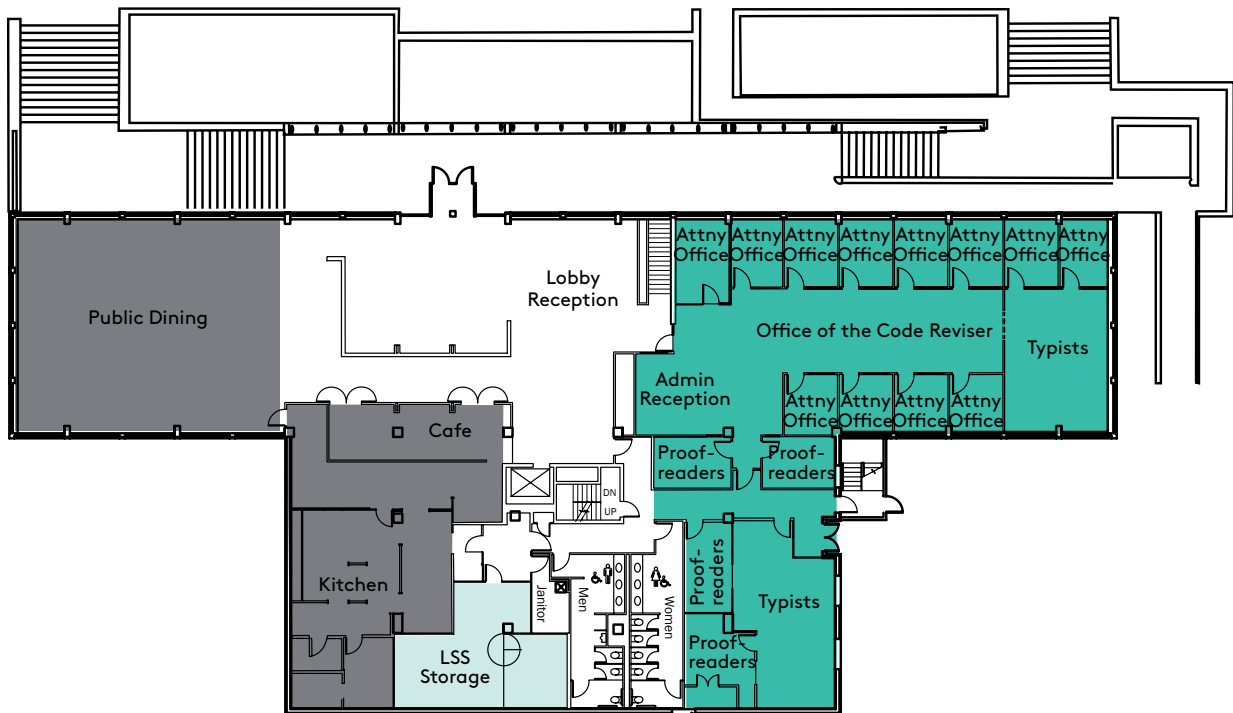 Attny
Office
Attny
Office
Attny
Office
Attny
Office
Attny
Office
Attny
Office
Attny
Office
Attny
Office
Lobby
Reception
Public Dining
Office of the Code Reviser
Typists
Admin
Reception
Attny
Office
Attny
Office
Attny
Office
Attny
Office
Cafe
Proof-
readers
Proof-
readers
DN
UP
Kitchen
Janitor
Men
Women
Proof-
readers
Typists
LSS
Storage
Proof-
readers